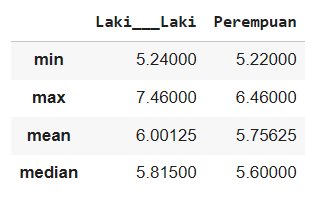 Laki___Laki Perempuan
min 5.24000 5.22000
max 7.46000 6.46000
mean 6.00125 5.75625
median 5.81500 5.60000